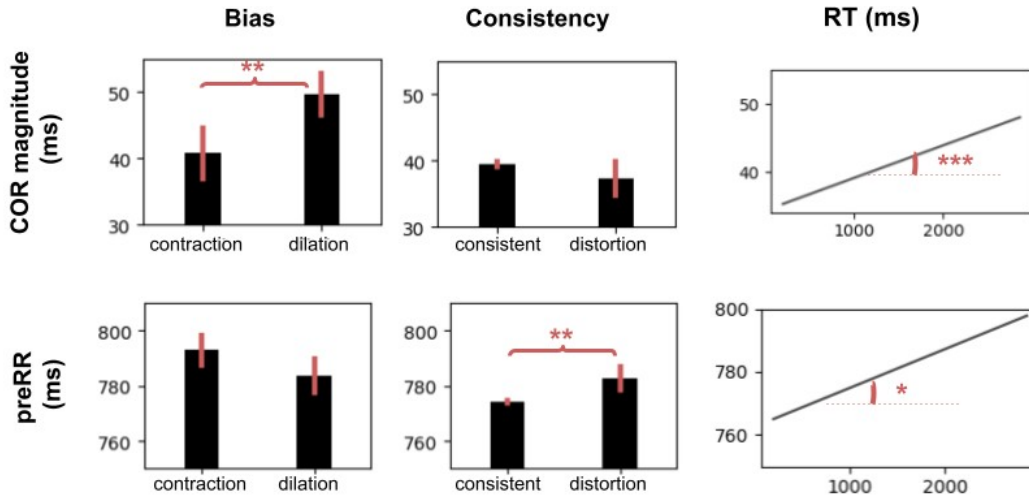 Bias
Consistency
RT (ms)
COR magnitude
(ms)
50
40
30
**
contraction
dilation
50
40
30
consistent
distortion
50
40
***
1000
2000
preRR
(ms)
800
780
760
contraction
dilation
800
780
760
**
consistent
distortion
800
780
760
*
1000
2000